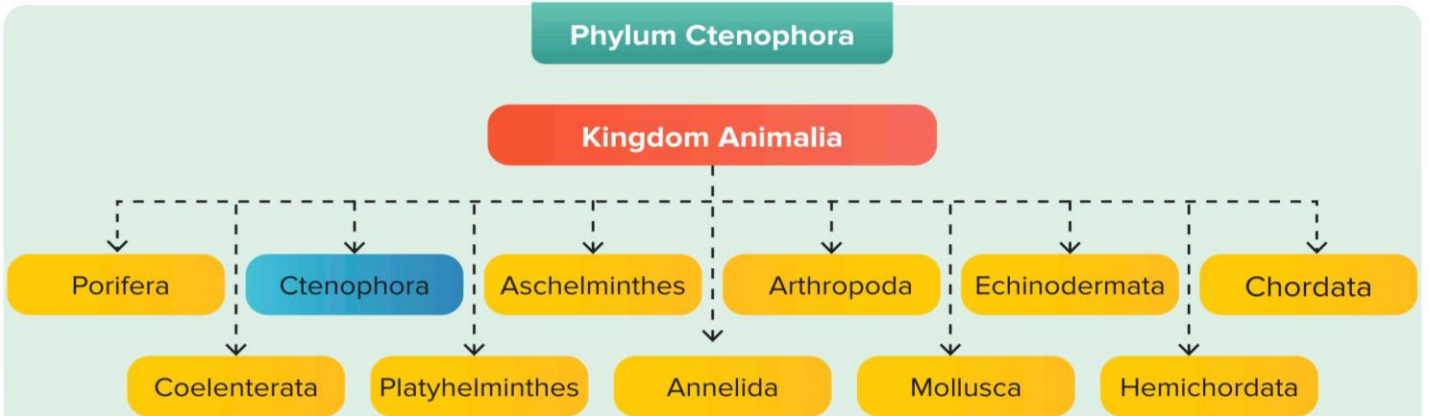 Phylum Ctenophora
Kingdom Animalia
Porifera
Ctenophora
Aschelminthes
Arthropoda
Echinodermata
Chordata
Coelenterata
Platyhelminthes
Annelida
Mollusca
Hemichordata